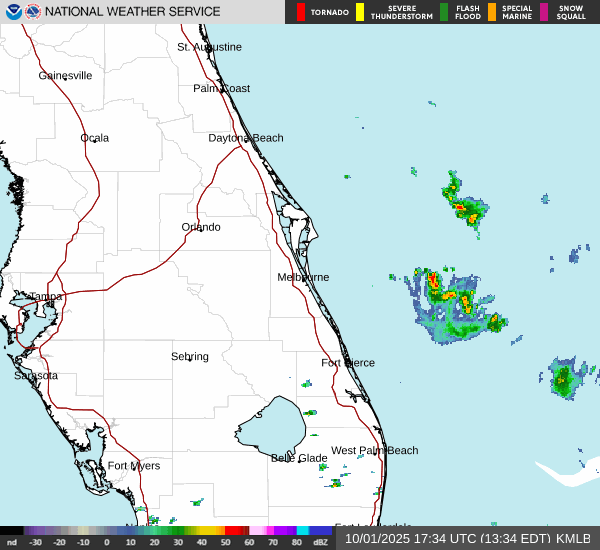 NATIONAL WEATHER SERVICE
TORNADO
SEVERE THUNDERSTORM
FLASH FLOOD
SPECIAL MARINE
SNOW SQUALL
St. Augustine
Gainesville
Palm Coast
Ocala
Daytona Beach
Orlando
Melbourne
Tampa
Sebring
Fort Pierce
Sarasota
West Palm Beach
Belle Glade
Fort Myers
nd -30 -20 -10 0 10 20 30 40 50 60 70 80 dBZ
10/01/2025 17:34 UTC (13:34 EDT) KMLB